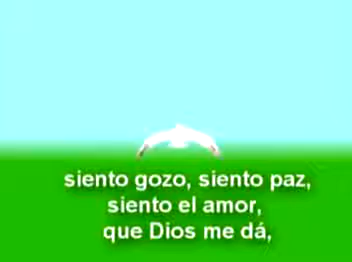 siento gozo, siento paz,
siento el amor,
que Dios me dá,